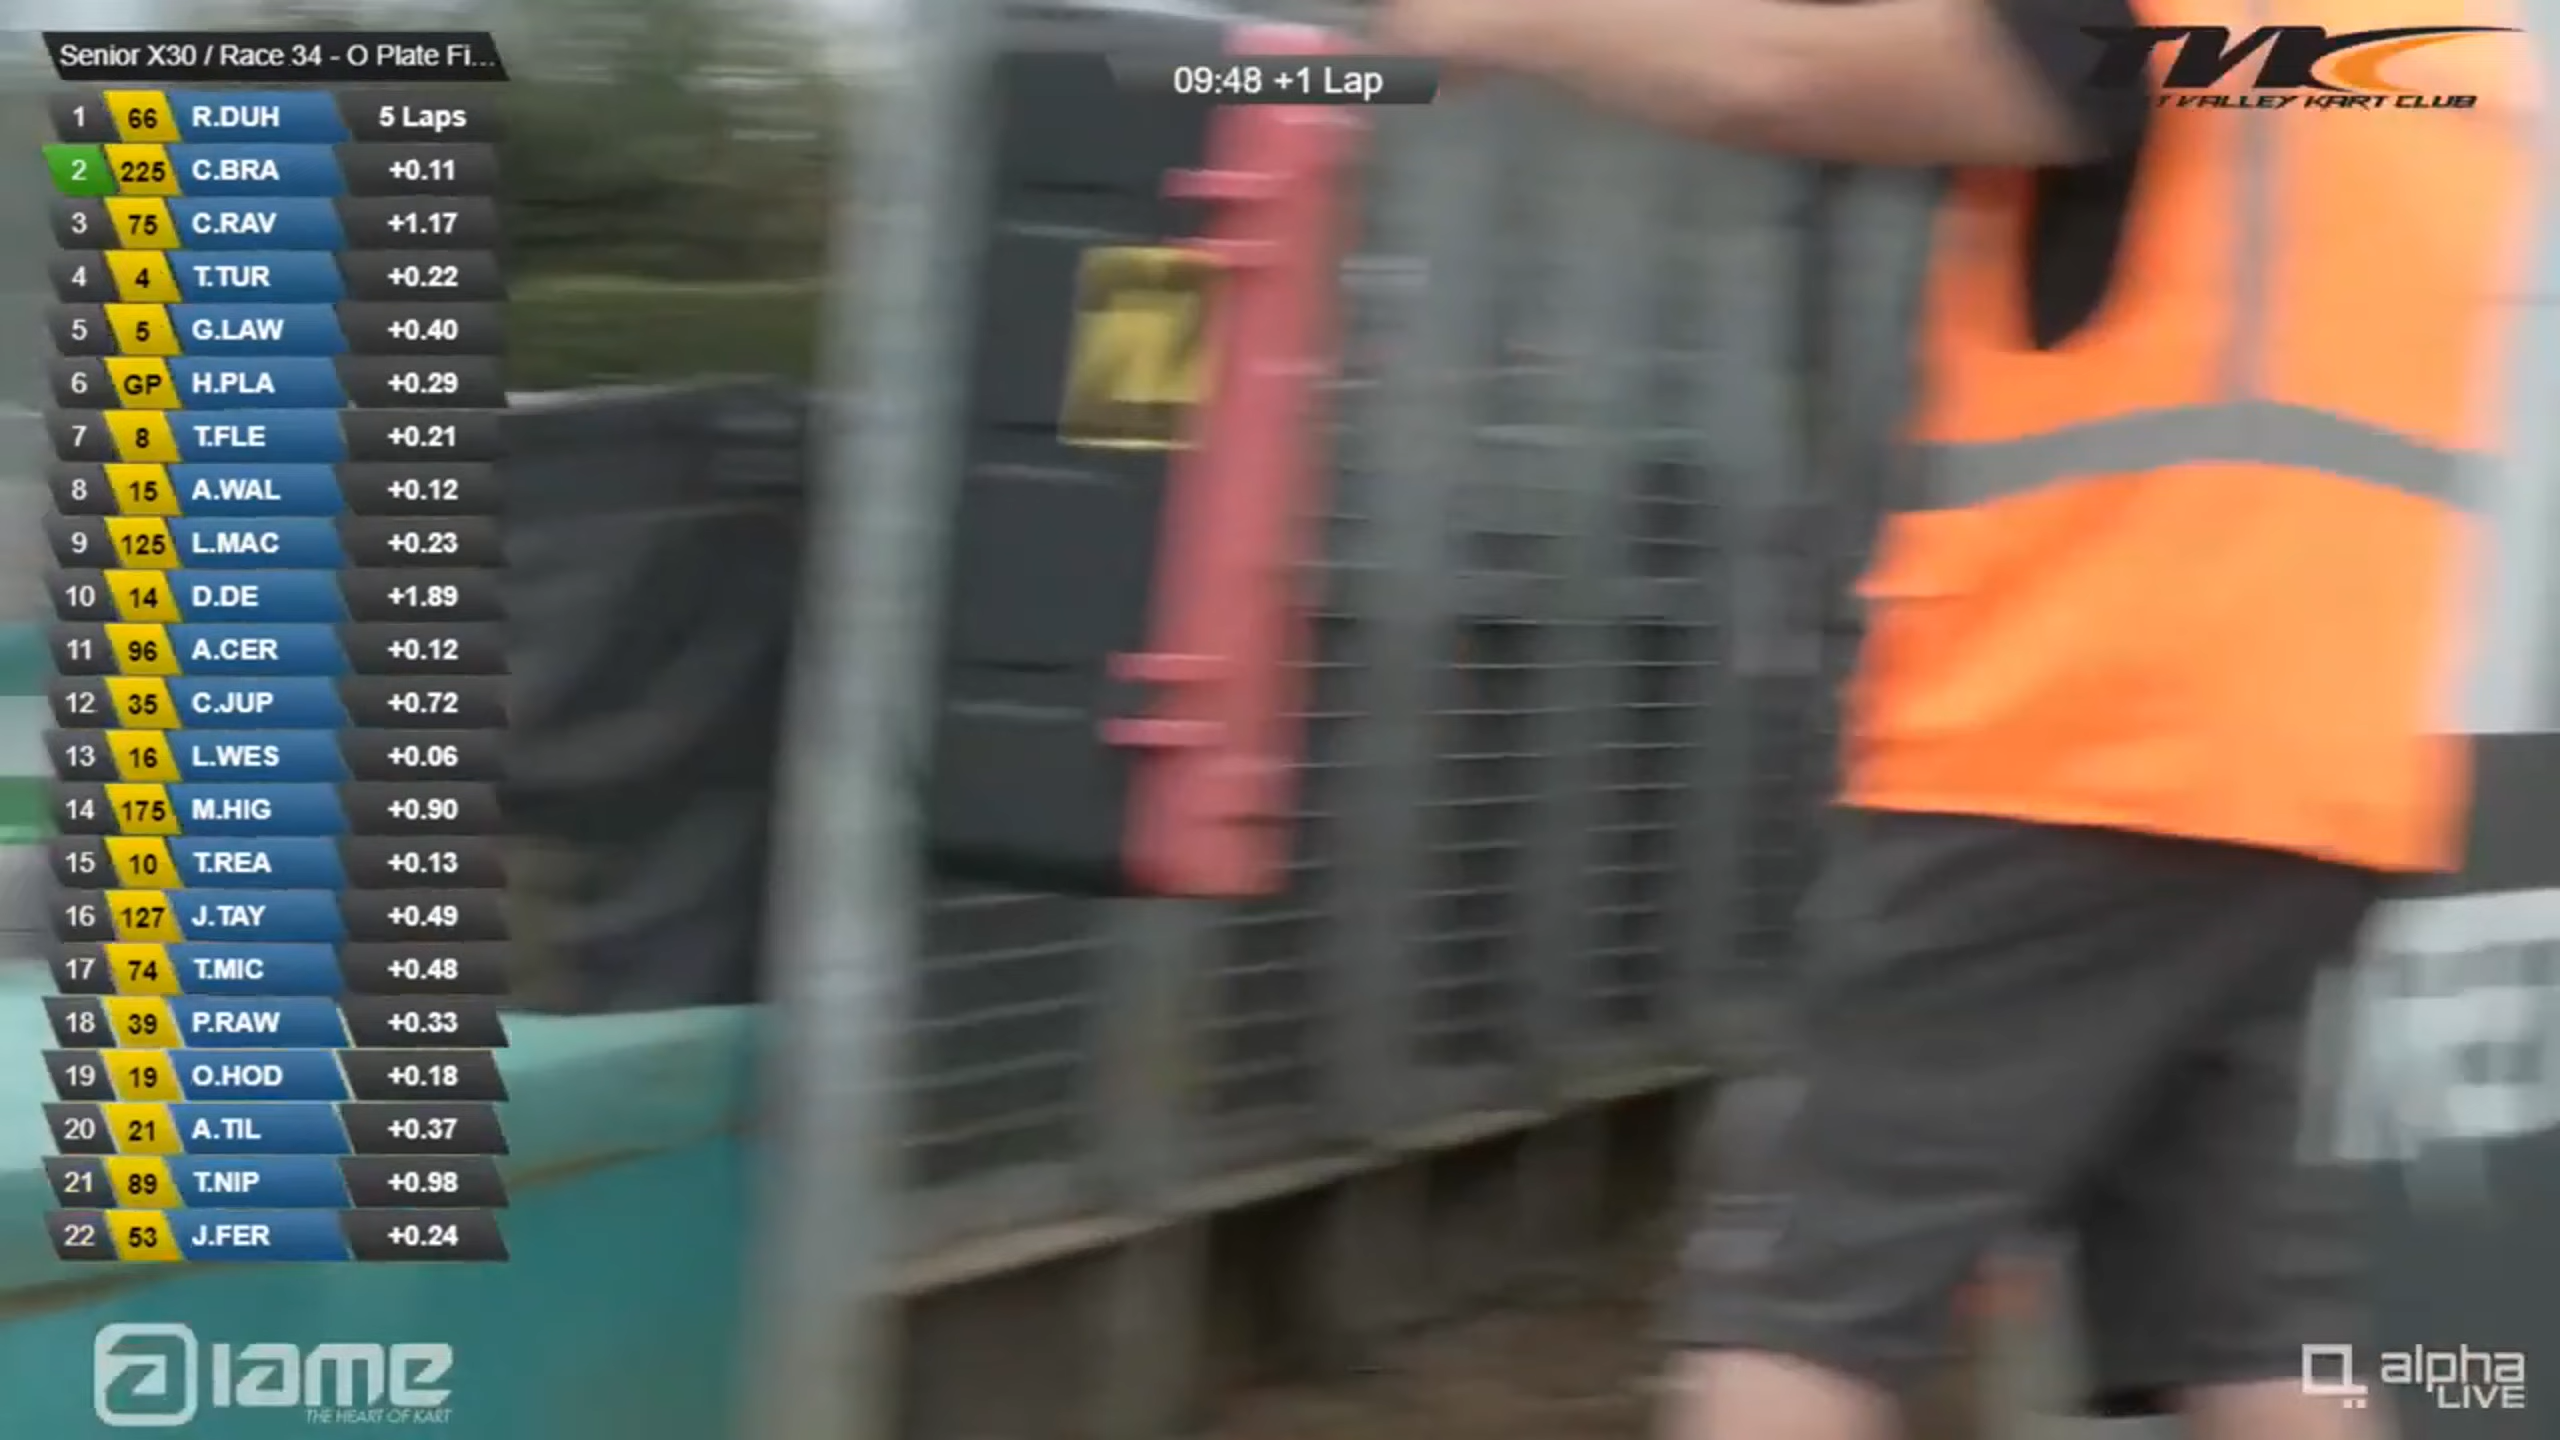 Senior X30 / Race 34 - O Plate Fi...
09:48 +1 Lap
VALLEY KART CLUB
1 66 R.DUH 5 Laps
2 225 C.BRA +0.11
3 75 C.RAV +1.17
4 4 T.TUR +0.22
5 5 G.LAW +0.40
6 GP H.PLA +0.29
7 8 T.FLE +0.21
8 15 A.WAL +0.12
9 125 L.MAC +0.23
10 14 D.DE +1.89
11 96 A.CER +0.12
12 35 C.JUP +0.72
13 16 L.WES +0.06
14 175 M.HIG +0.90
15 10 T.REA +0.13
16 127 J.TAY +0.49
17 74 T.MIC +0.48
18 39 P.RAW +0.33
19 19 O.HOD +0.18
20 21 A.TIL +0.37
21 89 T.NIP +0.98
22 53 J.FER +0.24
IAME
THE HEART OF KART
alpha
LIVE